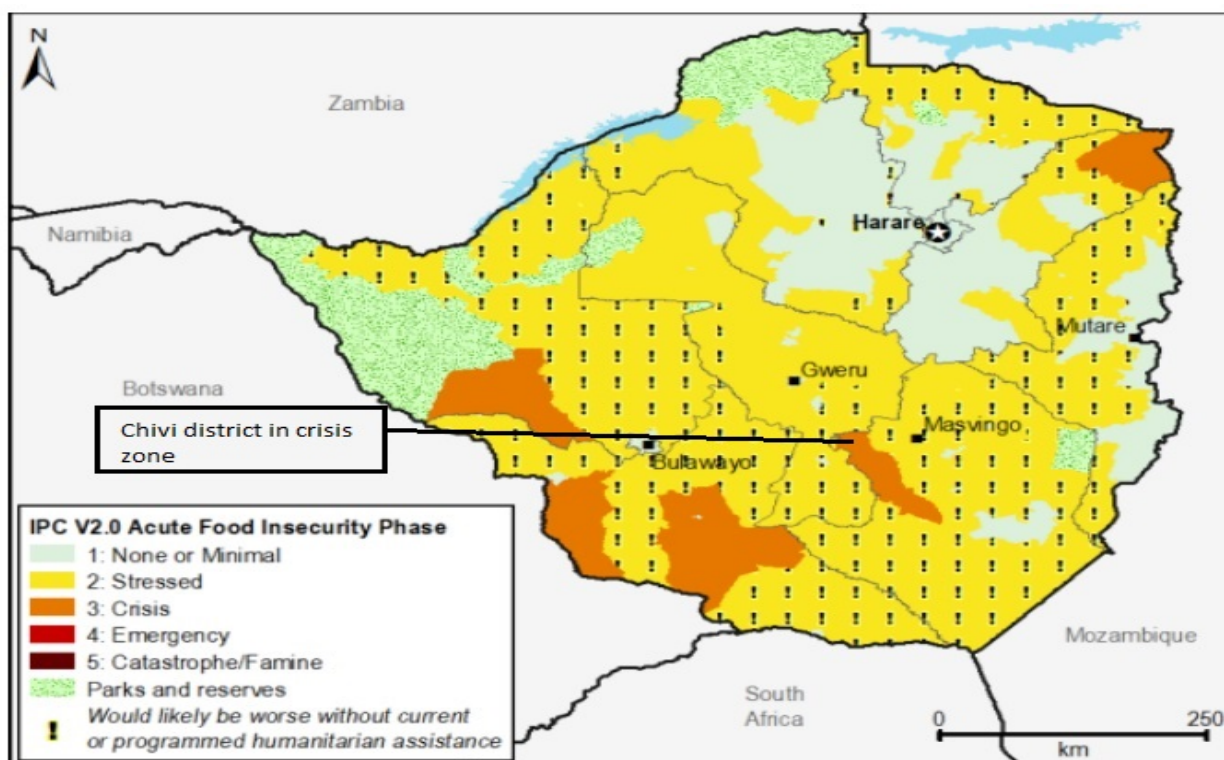 N
Zambia
Namibia
Harare
Mutare
Botswana
Gweru
Chivi district in crisis
zone
Masvingo
Bulawayo
IPC V2.0 Acute Food Insecurity Phase
1: None or Minimal
2: Stressed
3: Crisis
4: Emergency
5: Catastrophe/Famine
Parks and reserves
! Would likely be worse without current
or programmed humanitarian assistance
Mozambique
South
Africa
0 250
km